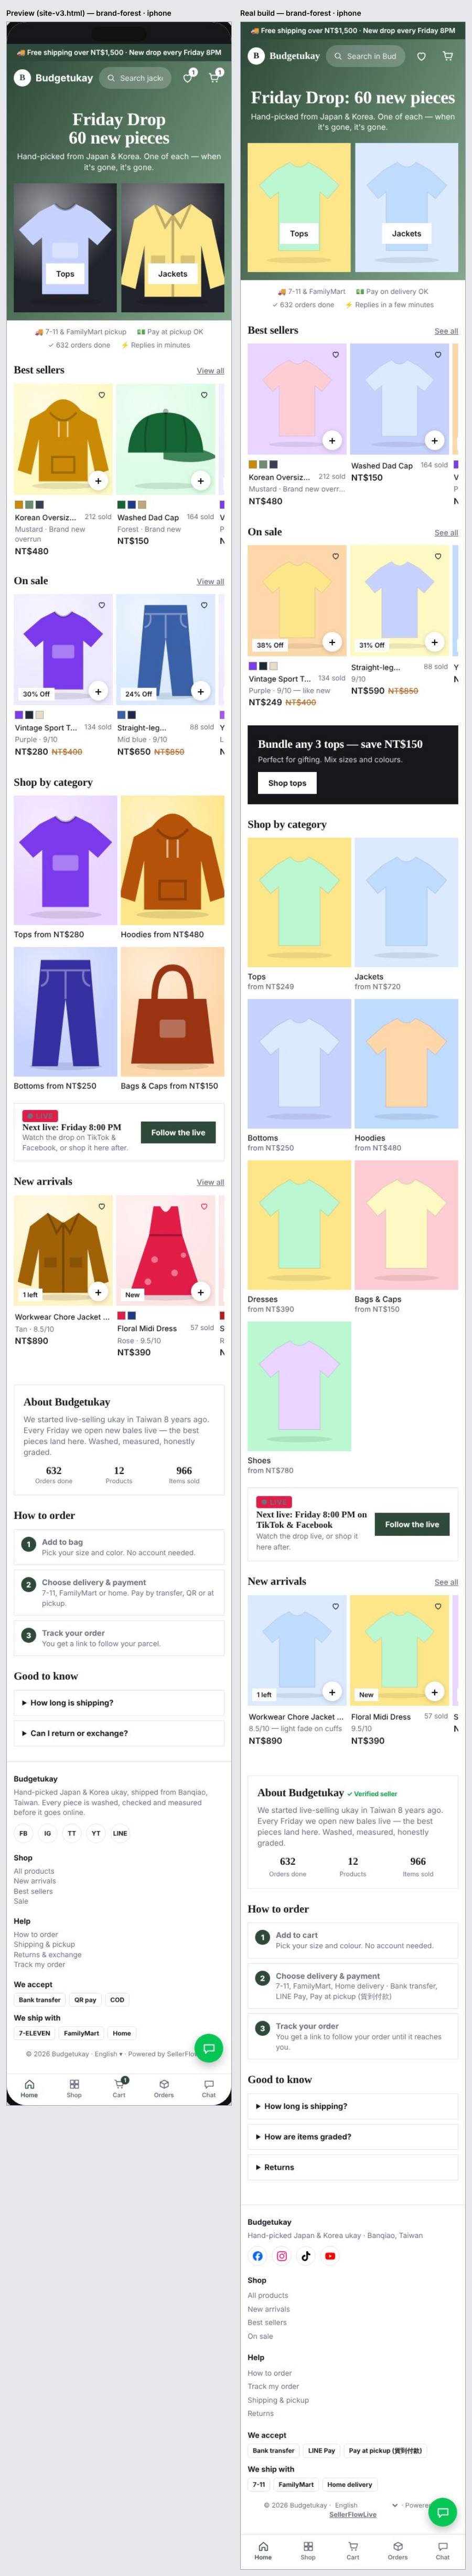 Preview (site-v3.html) — brand-forest · iphone
🚚 Free shipping over NT$1,500 · New drop every Friday 8PM
B Budgetukay Search jack 1 1
Friday Drop
60 new pieces
Hand-picked from Japan & Korea. One of each — when
it's gone, it's gone.
Tops Jackets
🚚 7-11 & FamilyMart pickup 💵 Pay at pickup OK
✓ 632 orders done ⚡ Replies in minutes
Best sellers View all
Korean Oversiz... 212 sold
Mustard · Brand new
overrun
NT$480
Washed Dad Cap 164 sold
Forest · Brand new
NT$150
On sale View all
30% Off 24% Off
Vintage Sport T... 134 sold
Purple · 9/10
NT$280 NT$400
Straight-leg... 88 sold
Mid blue · 9/10
NT$650 NT$850
Shop by category
Tops from NT$280 Hoodies from NT$480
Bottoms from NT$250 Bags & Caps from NT$150
LIVE
Next live: Friday 8:00 PM
Watch the drop on TikTok &
Facebook, or shop it here after.
Follow the live
New arrivals View all
1 left New
Workwear Chore Jacket ...
Tan · 8.5/10
NT$890
Floral Midi Dress 57 sold
Rose · 9.5/10
NT$390
About Budgetukay
We started live-selling ukay in Taiwan 8 years ago.
Every Friday we open new bales live — the best
pieces land here. Washed, measured, honestly
graded.
632 12 966
Orders done Products Items sold
How to order
1 Add to bag
Pick your size and color. No account needed.
2 Choose delivery & payment
7-11, FamilyMart or home. Pay by transfer, QR or at
pickup.
3 Track your order
You get a link to follow your parcel.
Good to know
▶ How long is shipping?
▶ Can I return or exchange?
Budgetukay
Hand-picked Japan & Korea ukay, shipped from Banqiao,
Taiwan. Every piece is washed, checked and measured
before it goes online.
FB IG TT YT LINE
Shop
All products
New arrivals
Best sellers
Sale
Help
How to order
Shipping & pickup
Returns & exchange
Track my order
We accept
Bank transfer QR pay COD
We ship with
7-ELEVEN FamilyMart Home
© 2026 Budgetukay · English ▾ · Powered by SellerFlo
1
Home Shop Cart Orders Chat
Real build — brand-forest · iphone
🚚 Free shipping over NT$1,500 · New drop every Friday 8PM
B Budgetukay Search in Bud
Friday Drop: 60 new pieces
Hand-picked from Japan & Korea. One of each — when
it's gone, it's gone.
Tops Jackets
🚚 7-11 & FamilyMart 💵 Pay on delivery OK
✓ 632 orders done ⚡ Replies in a few minutes
Best sellers See all
Korean Oversiz... 212 sold
Mustard · Brand new overr...
NT$480
Washed Dad Cap 164 sold
NT$150
On sale See all
38% Off 31% Off
Vintage Sport T... 134 sold
Purple · 9/10 — like new
NT$249 NT$400
Straight-leg... 88 sold
9/10
NT$590 NT$850
Bundle any 3 tops — save NT$150
Perfect for gifting. Mix sizes and colours.
Shop tops
Shop by category
Tops Jackets
from NT$249 from NT$720
Bottoms Hoodies
from NT$250 from NT$480
Dresses Bags & Caps
from NT$390 from NT$150
Shoes
from NT$780
LIVE
Next live: Friday 8:00 PM on
TikTok & Facebook
Watch the drop live, or shop it
here after.
Follow the live
New arrivals See all
1 left New
Workwear Chore Jacket ...
8.5/10 — light fade on cuffs
NT$890
Floral Midi Dress 57 sold
9.5/10
NT$390
About Budgetukay ✓ Verified seller
We started live-selling ukay in Taiwan 8 years ago.
Every Friday we open new bales live — the best
pieces land here. Washed, measured, honestly
graded.
632 12 966
Orders done Products Items sold
How to order
1 Add to cart
Pick your size and colour. No account needed.
2 Choose delivery & payment
7-11, FamilyMart, Home delivery · Bank transfer,
LINE Pay, Pay at pickup (貨到付款)
3 Track your order
You get a link to follow your order until it reaches
you.
Good to know
▶ How long is shipping?
▶ How are items graded?
▶ Returns
Budgetukay
Hand-picked Japan & Korea ukay · Banqiao, Taiwan
Shop
All products
New arrivals
Best sellers
On sale
Help
How to order
Track my order
Shipping & pickup
Returns
We accept
Bank transfer LINE Pay Pay at pickup (貨到付款)
We ship with
7-11 FamilyMart Home delivery
© 2026 Budgetukay · English · Powere
SellerFlowLive
Home Shop Cart Orders Chat